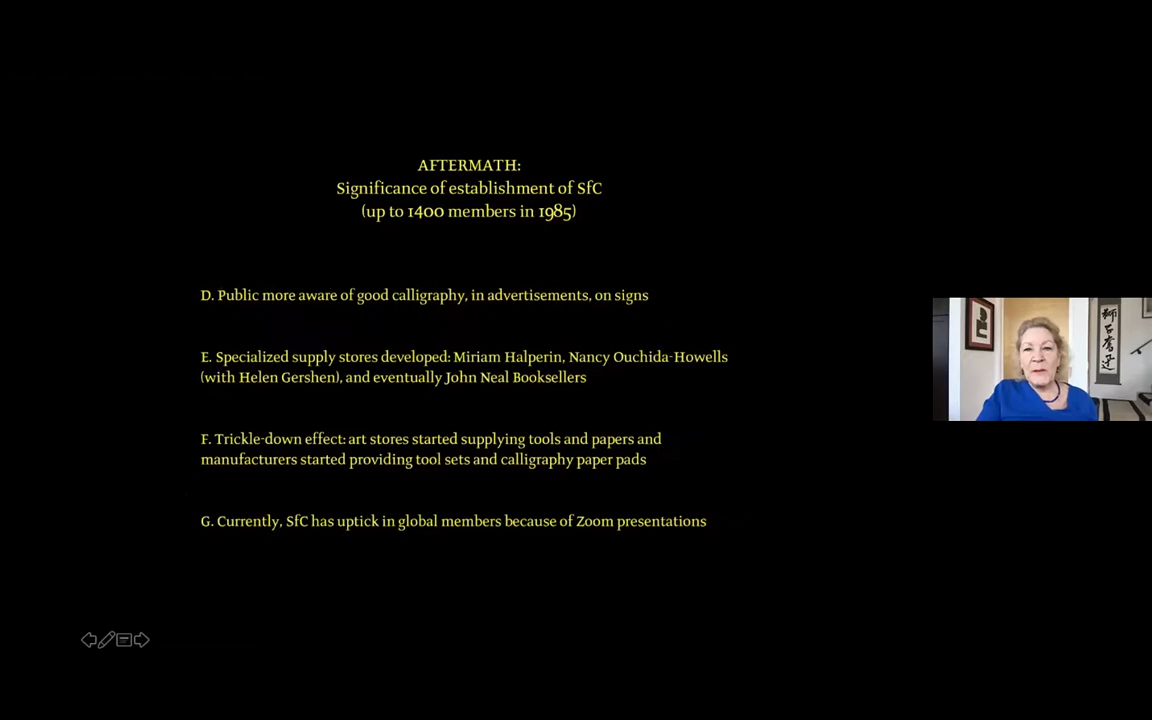 AFTERMATH:
Significance of establishment of SfC
(up to 1400 members in 1985)
D. Public more aware of good calligraphy, in advertisements, on signs
E. Specialized supply stores developed: Miriam Halperin, Nancy Ouchida-Howells
(with Helen Gershen), and eventually John Neal Booksellers
F. Trickle-down effect: art stores started supplying tools and papers and
manufacturers started providing tool sets and calligraphy paper pads
G. Currently, SfC has uptick in global members because of Zoom presentations